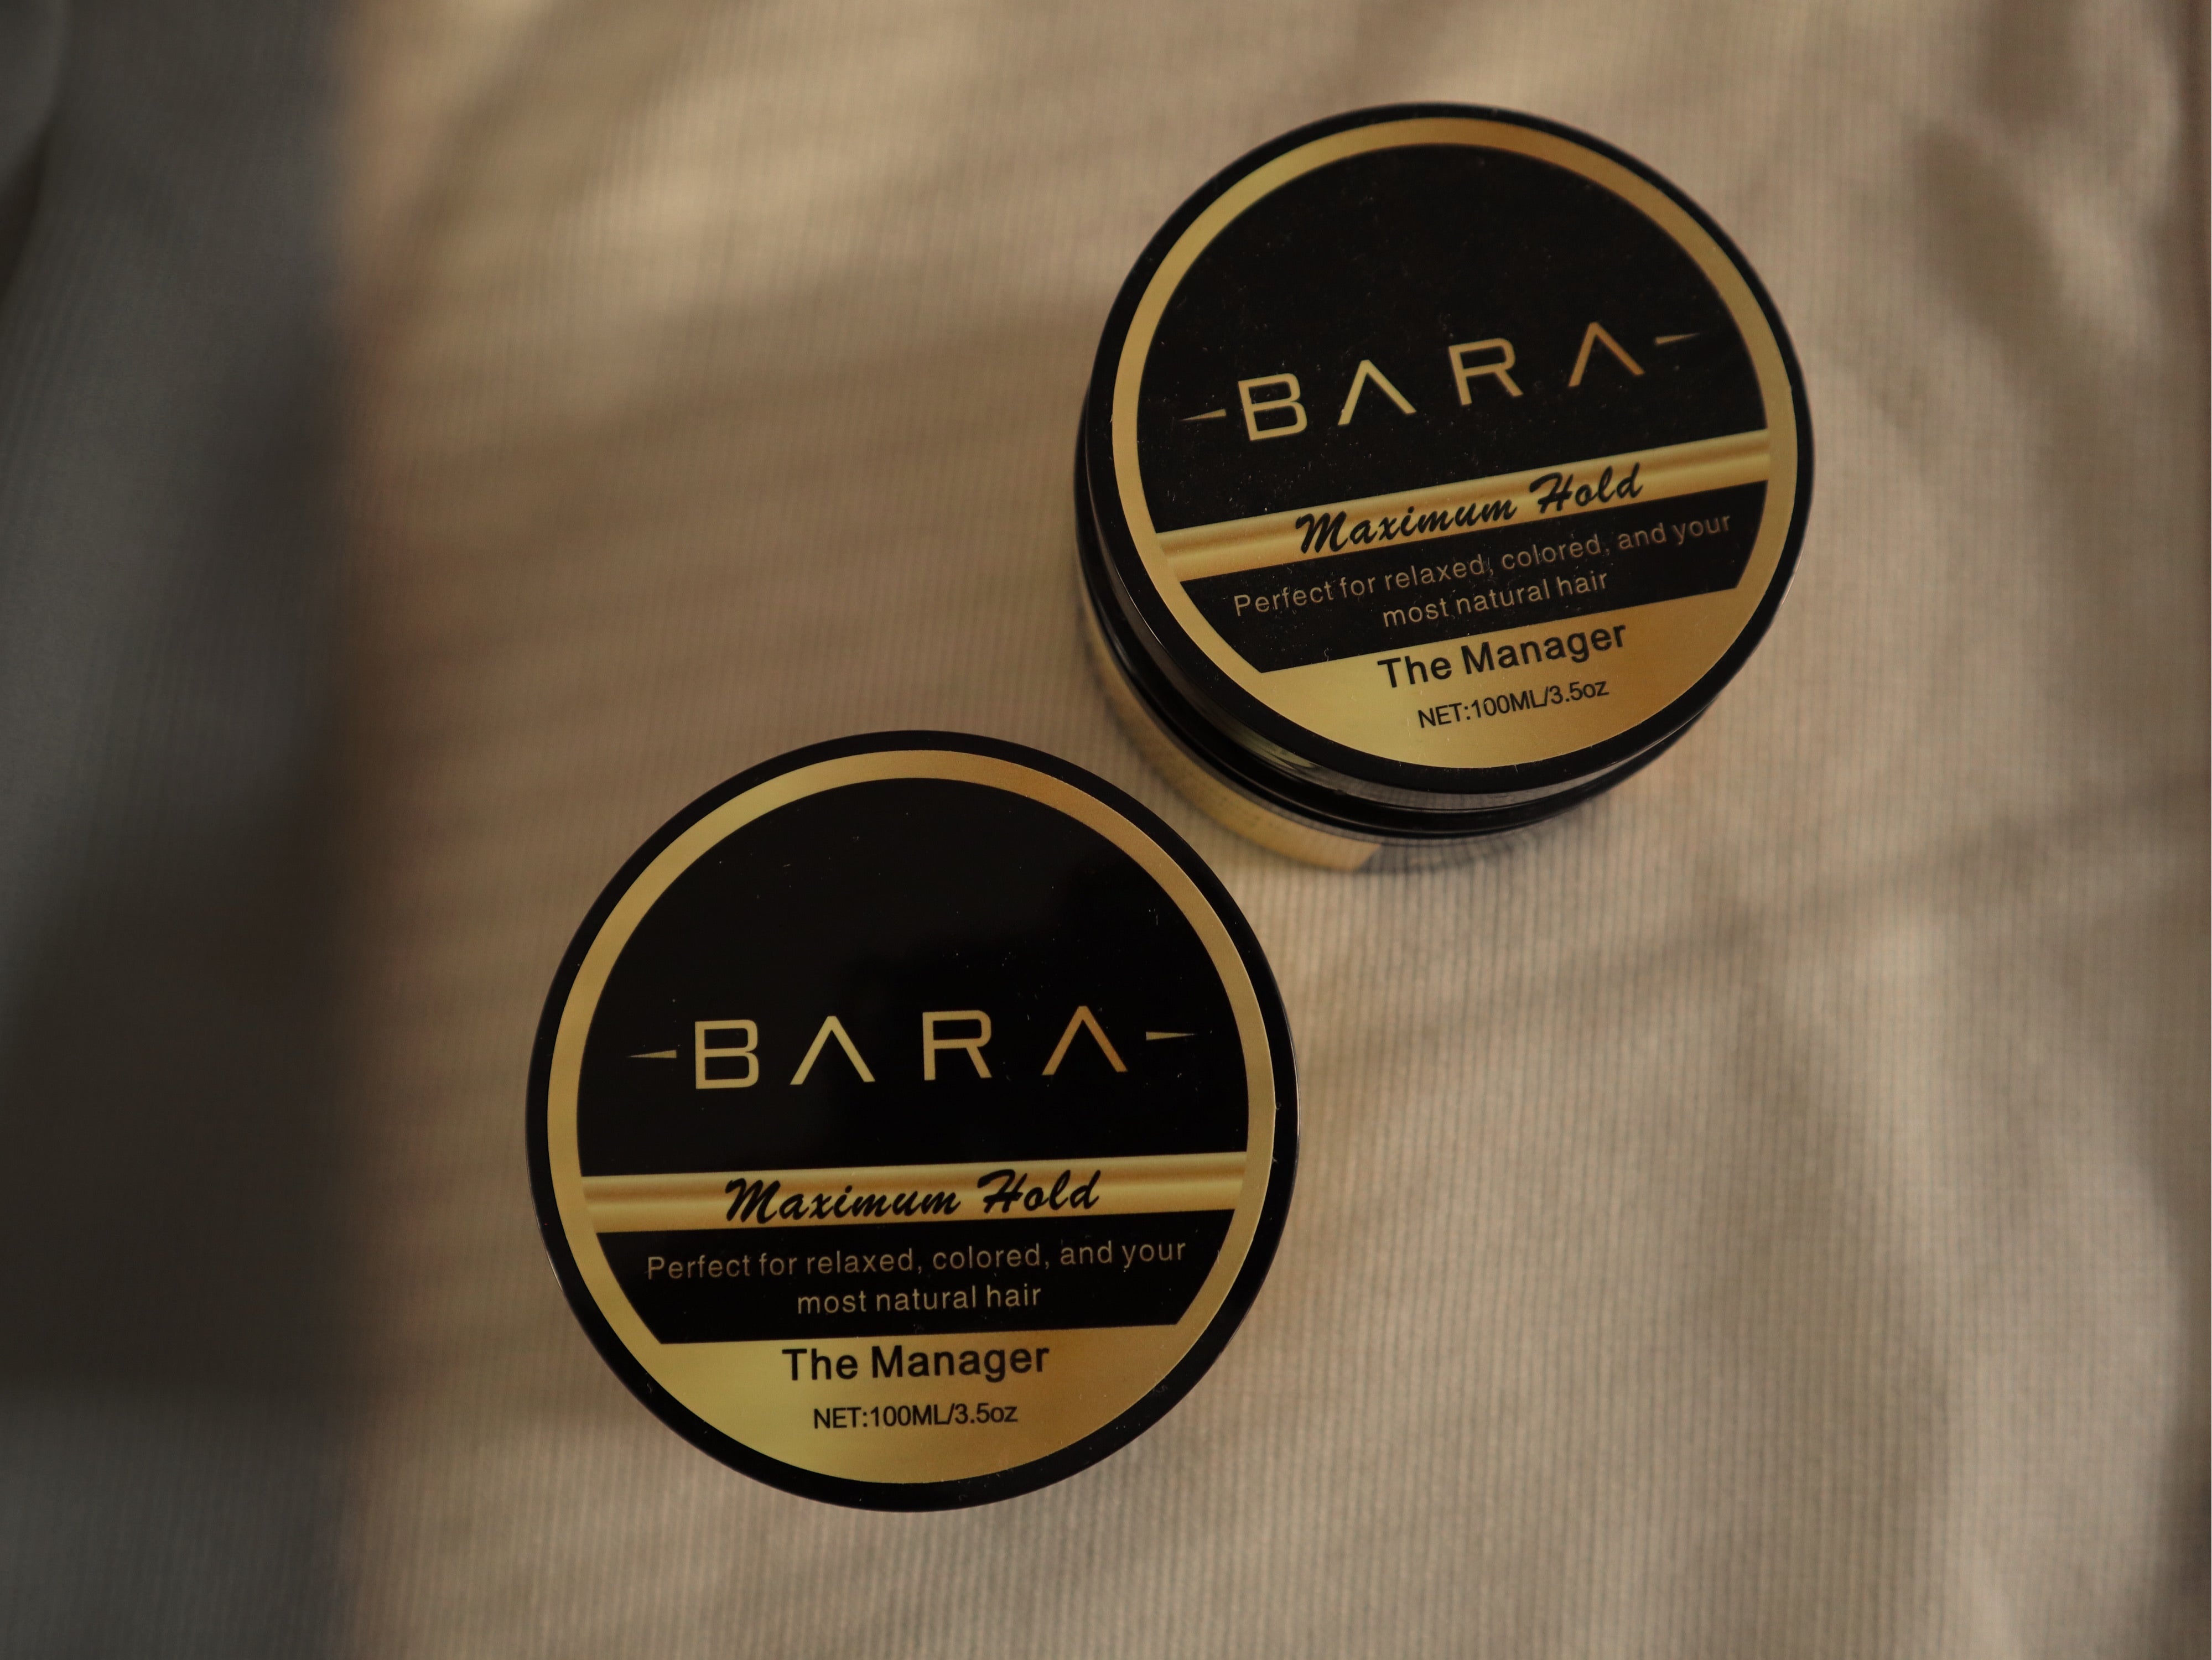 BARA
Maximum Hold
Perfect for relaxed, colored, and your
most natural hair
The Manager
NET:100ML/3.5oz
BARA
Maximum Hold
Perfect for relaxed, colored, and your
most natural hair
The Manager
NET:100ML/3.5oz